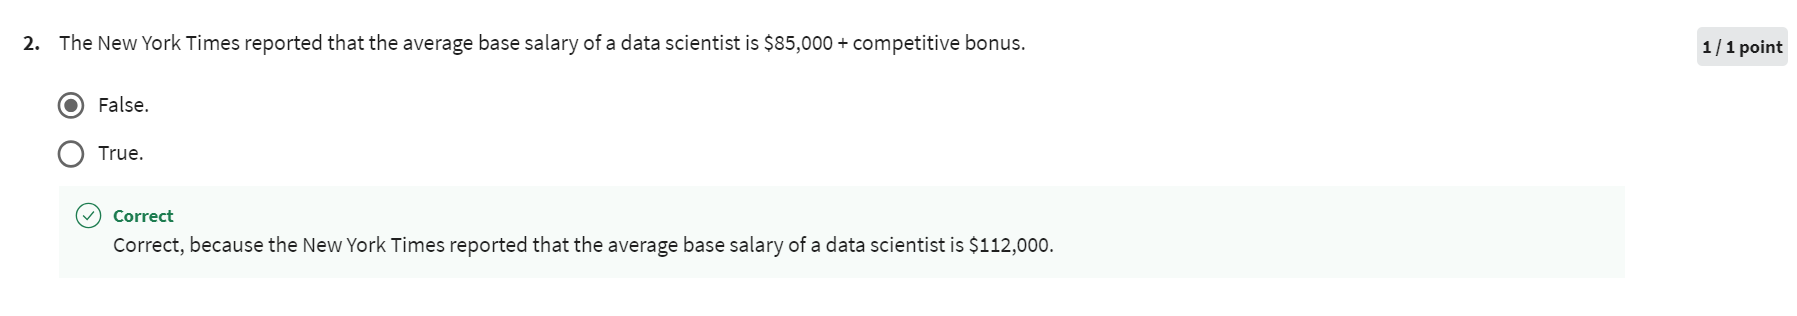 2. The New York Times reported that the average base salary of a data scientist is $85,000 + competitive bonus.
1 / 1 point
False.
True.
Correct
Correct, because the New York Times reported that the average base salary of a data scientist is $112,000.